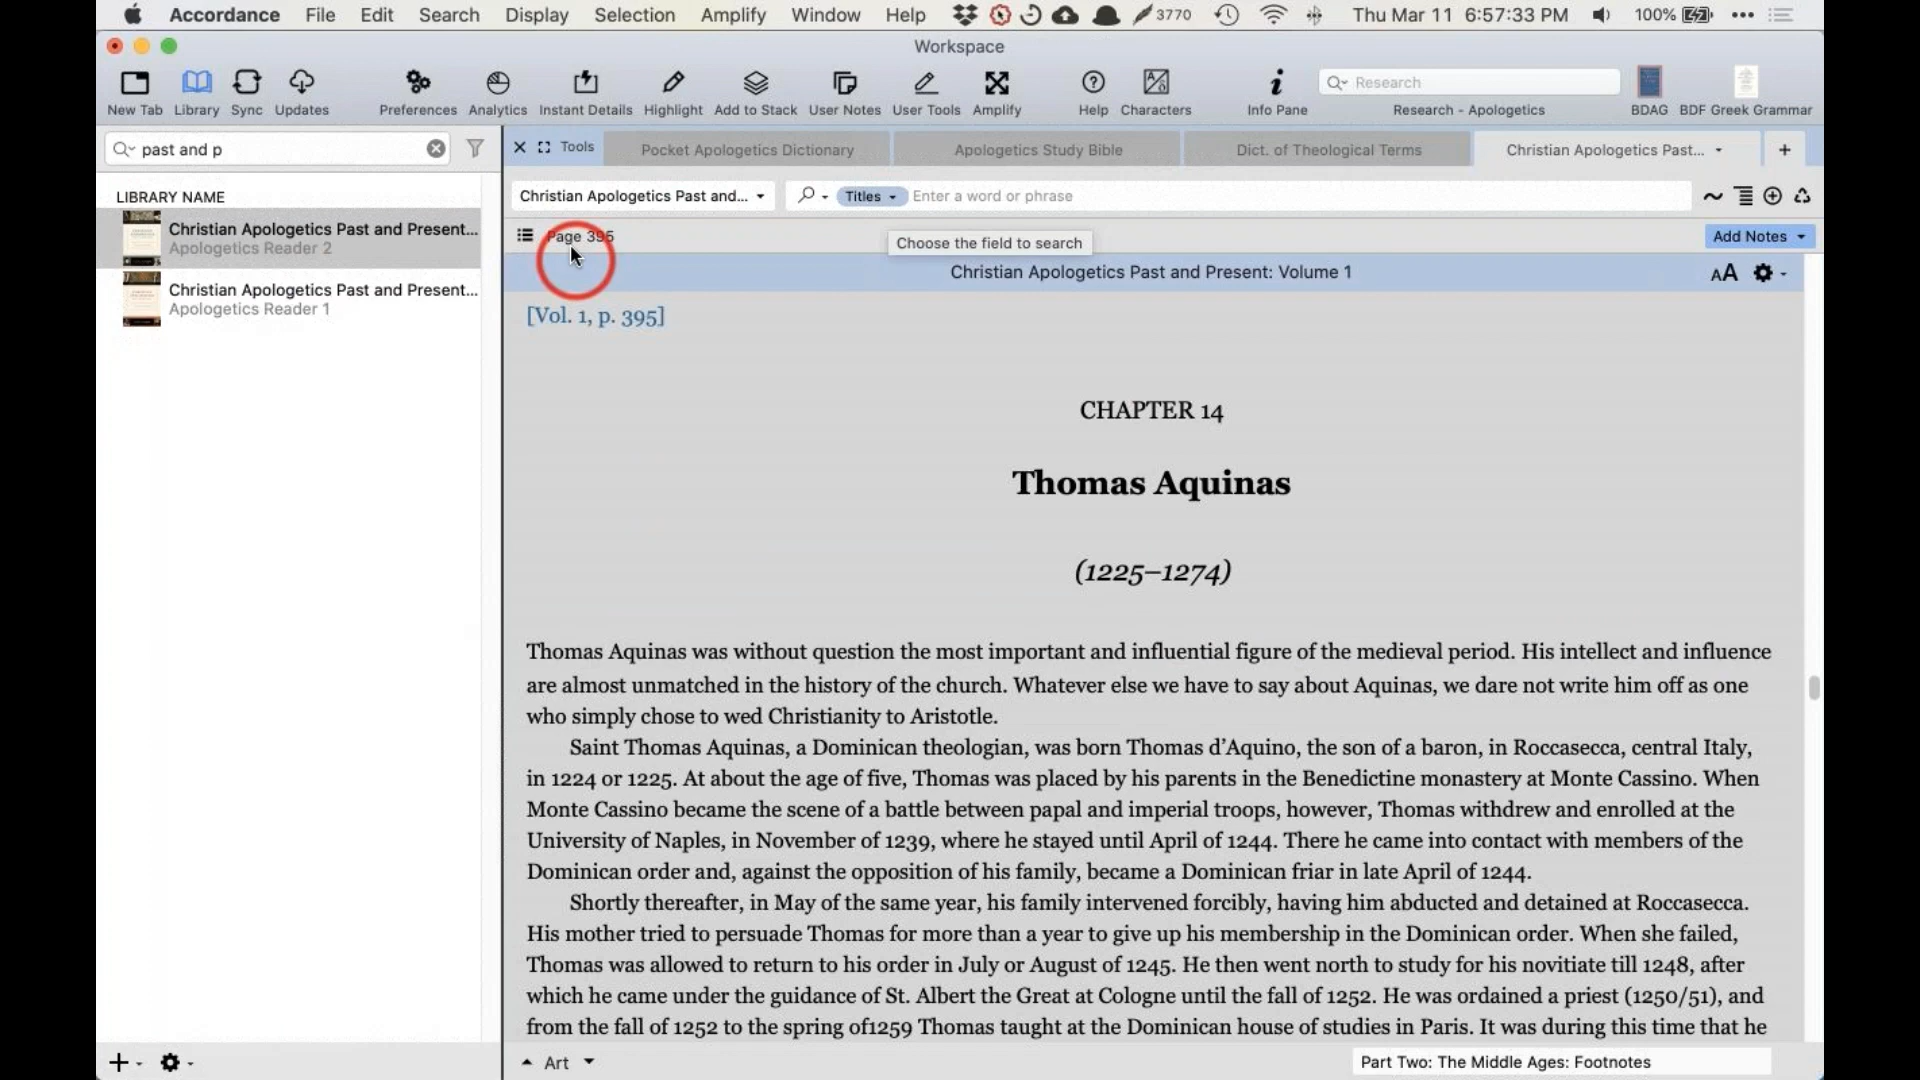 Accordance File Edit Search Display Selection Amplify Window Help 3770 Thu Mar 11 6:57:33 PM 100%
Workspace
New Tab Library Sync Updates Preferences Analytics Instant Details Highlight Add to Stack User Notes User Tools Amplify Help Characters Info Pane Research - Apologetics BDAG BDF Greek Grammar
Research
past and p
Tools Pocket Apologetics Dictionary Apologetics Study Bible Dict. of Theological Terms Christian Apologetics Past...
LIBRARY NAME
Christian Apologetics Past and Present...
Apologetics Reader 2
Christian Apologetics Past and Present...
Apologetics Reader 1
Christian Apologetics Past and... Titles Enter a word or phrase
Page 395 Choose the field to search Add Notes
Christian Apologetics Past and Present: Volume 1 AA
[Vol. 1, p. 395]
CHAPTER 14
Thomas Aquinas
(1225–1274)
Thomas Aquinas was without question the most important and influential figure of the medieval period. His intellect and influence
are almost unmatched in the history of the church. Whatever else we have to say about Aquinas, we dare not write him off as one
who simply chose to wed Christianity to Aristotle.
Saint Thomas Aquinas, a Dominican theologian, was born Thomas d’Aquino, the son of a baron, in Roccasecca, central Italy,
in 1224 or 1225. At about the age of five, Thomas was placed by his parents in the Benedictine monastery at Monte Cassino. When
Monte Cassino became the scene of a battle between papal and imperial troops, however, Thomas withdrew and enrolled at the
University of Naples, in November of 1239, where he stayed until April of 1244. There he came into contact with members of the
Dominican order and, against the opposition of his family, became a Dominican friar in late April of 1244.
Shortly thereafter, in May of the same year, his family intervened forcibly, having him abducted and detained at Roccasecca.
His mother tried to persuade Thomas for more than a year to give up his membership in the Dominican order. When she failed,
Thomas was allowed to return to his order in July or August of 1245. He then went north to study for his novitiate till 1248, after
which he came under the guidance of St. Albert the Great at Cologne until the fall of 1252. He was ordained a priest (1250/51), and
from the fall of 1252 to the spring of1259 Thomas taught at the Dominican house of studies in Paris. It was during this time that he
Art Part Two: The Middle Ages: Footnotes